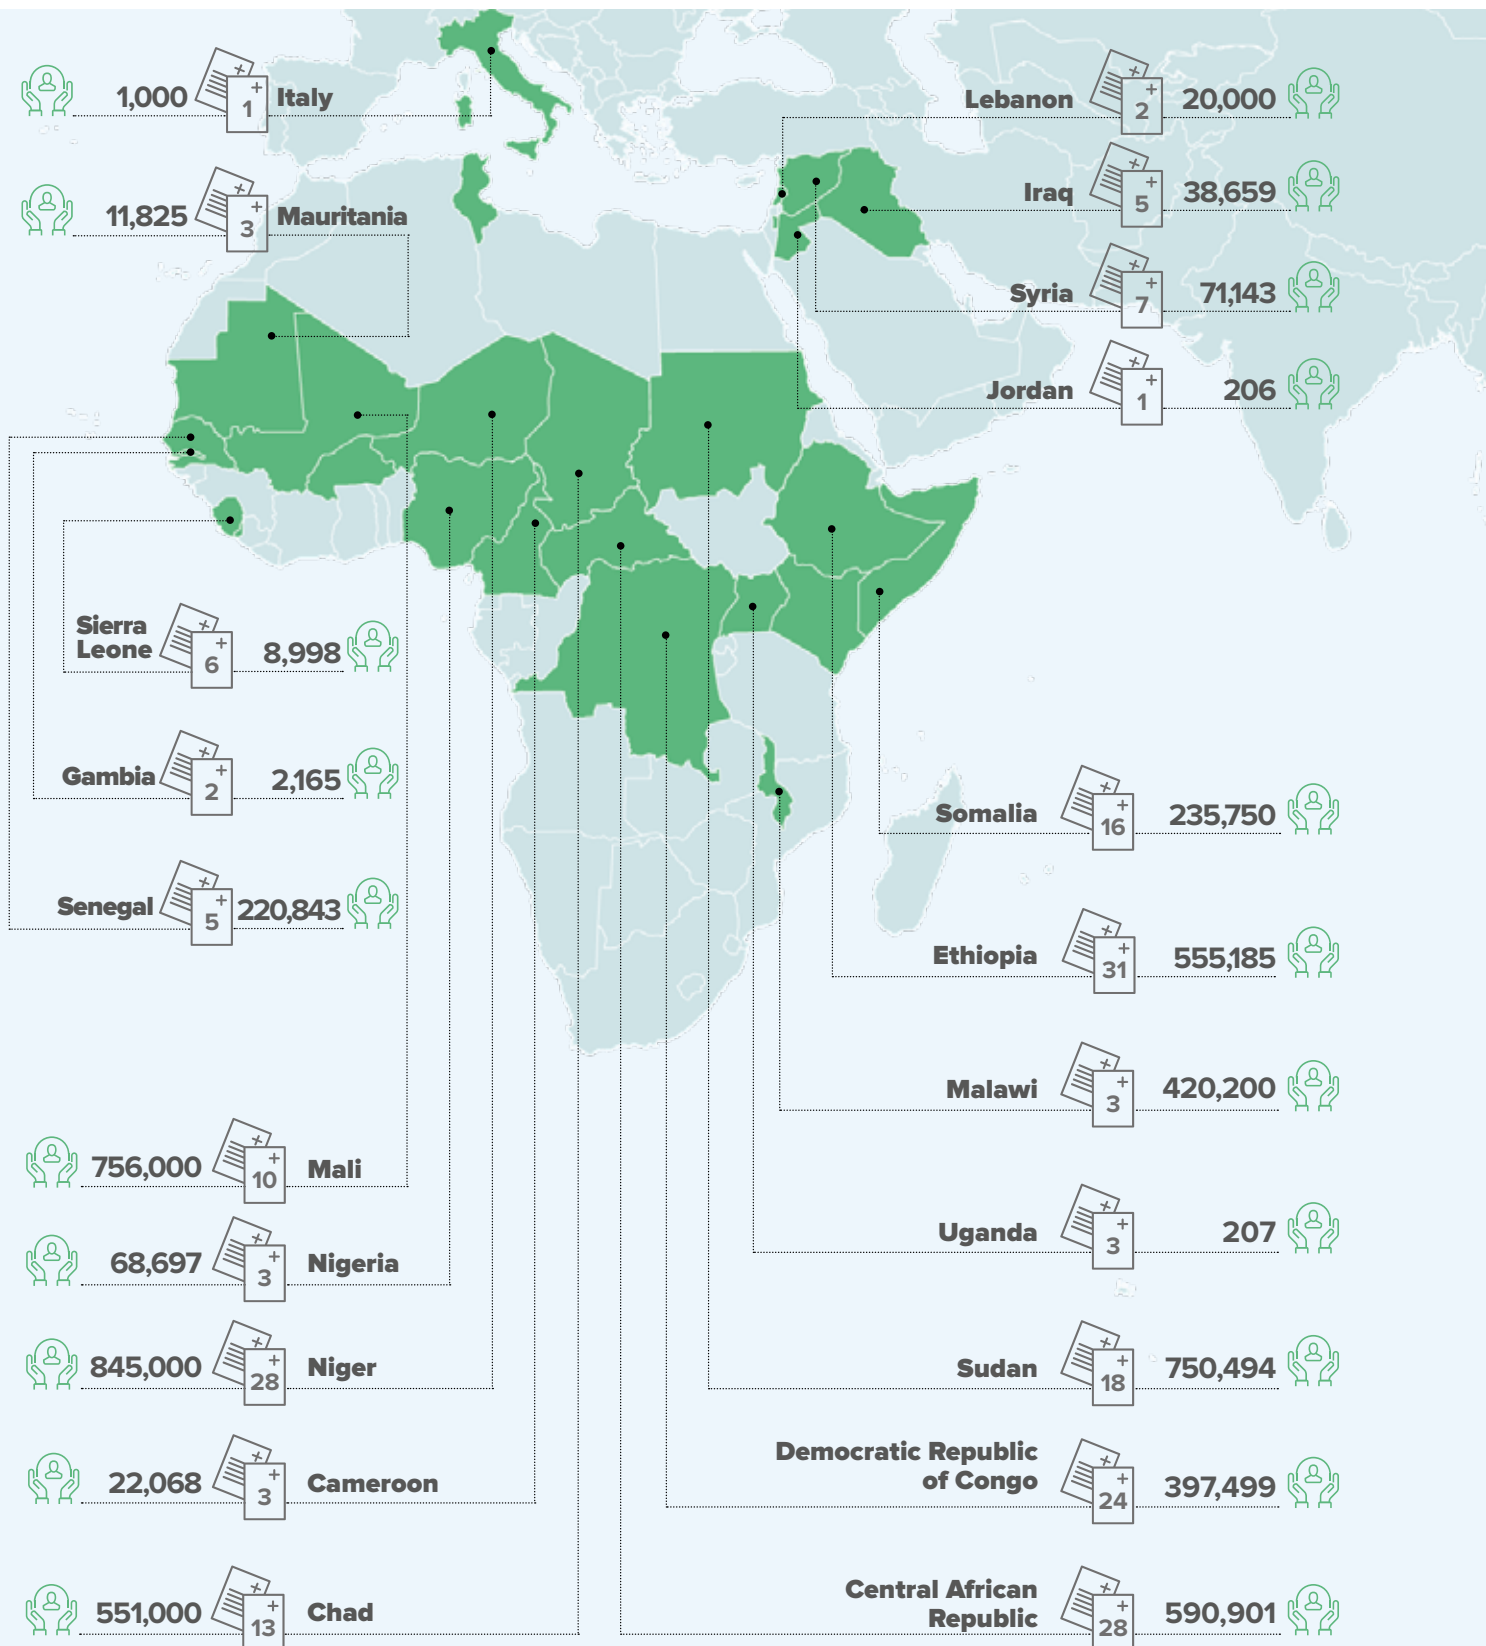 1,000 + + 1 Italy
11,825 + + 3 Mauritania
Lebanon + + 2 20,000
Iraq + + 5 38,659
Syria + + 7 71,143
Jordan + + 1 206
Sierra
Leone + + 6 8,998
Gambia + + 2 2,165
Senegal + + 5 220,843
756,000 + + 10 Mali
68,697 + + 3 Nigeria
845,000 + + 28 Niger
22,068 + + 3 Cameroon
551,000 + + 13 Chad
Somalia + + 16 235,750
Ethiopia + + 31 555,185
Malawi + + 3 420,200
Uganda + + 3 207
Sudan + + 18 750,494
Democratic Republic
of Congo + + 24 397,499
Central African
Republic + + 28 590,901